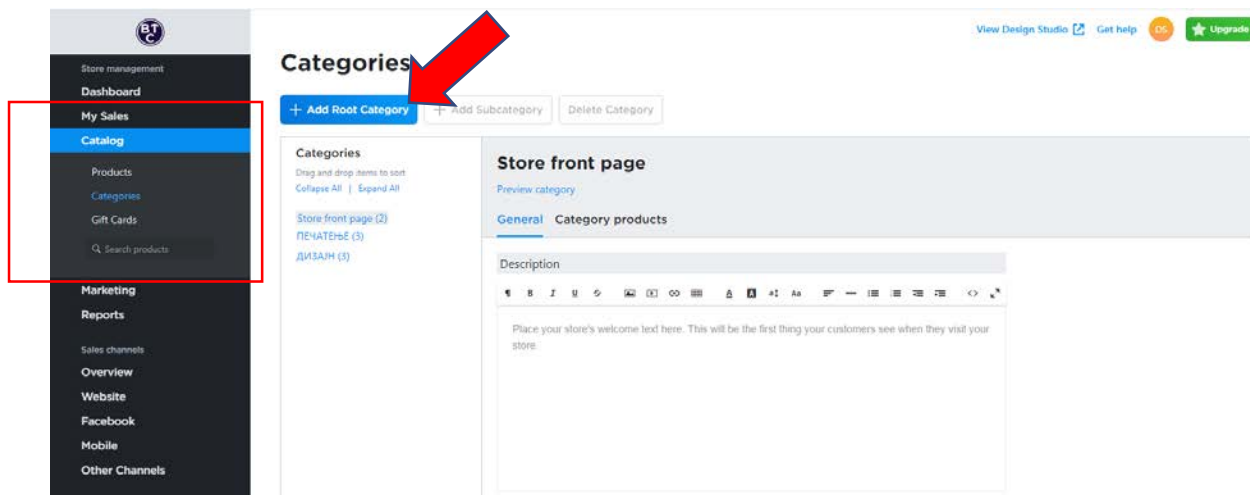 BTC
View Design Studio Get help DS Upgrade
Store management
Dashboard
My Sales
Catalog
Products
Categories
Gift Cards
Search products
Marketing
Reports
Sales channels
Overview
Website
Facebook
Mobile
Other Channels
Categories
+ Add Root Category + Add Subcategory Delete Category
Categories
Drag and drop items to sort
Collapse All | Expand All
Store front page (2)
ПЕЧАТЕЊЕ (3)
ДИЗАЈН (3)
Store front page
Preview category
General Category products
Description
Place your store's welcome text here. This will be the first thing your customers see when they visit your
store.